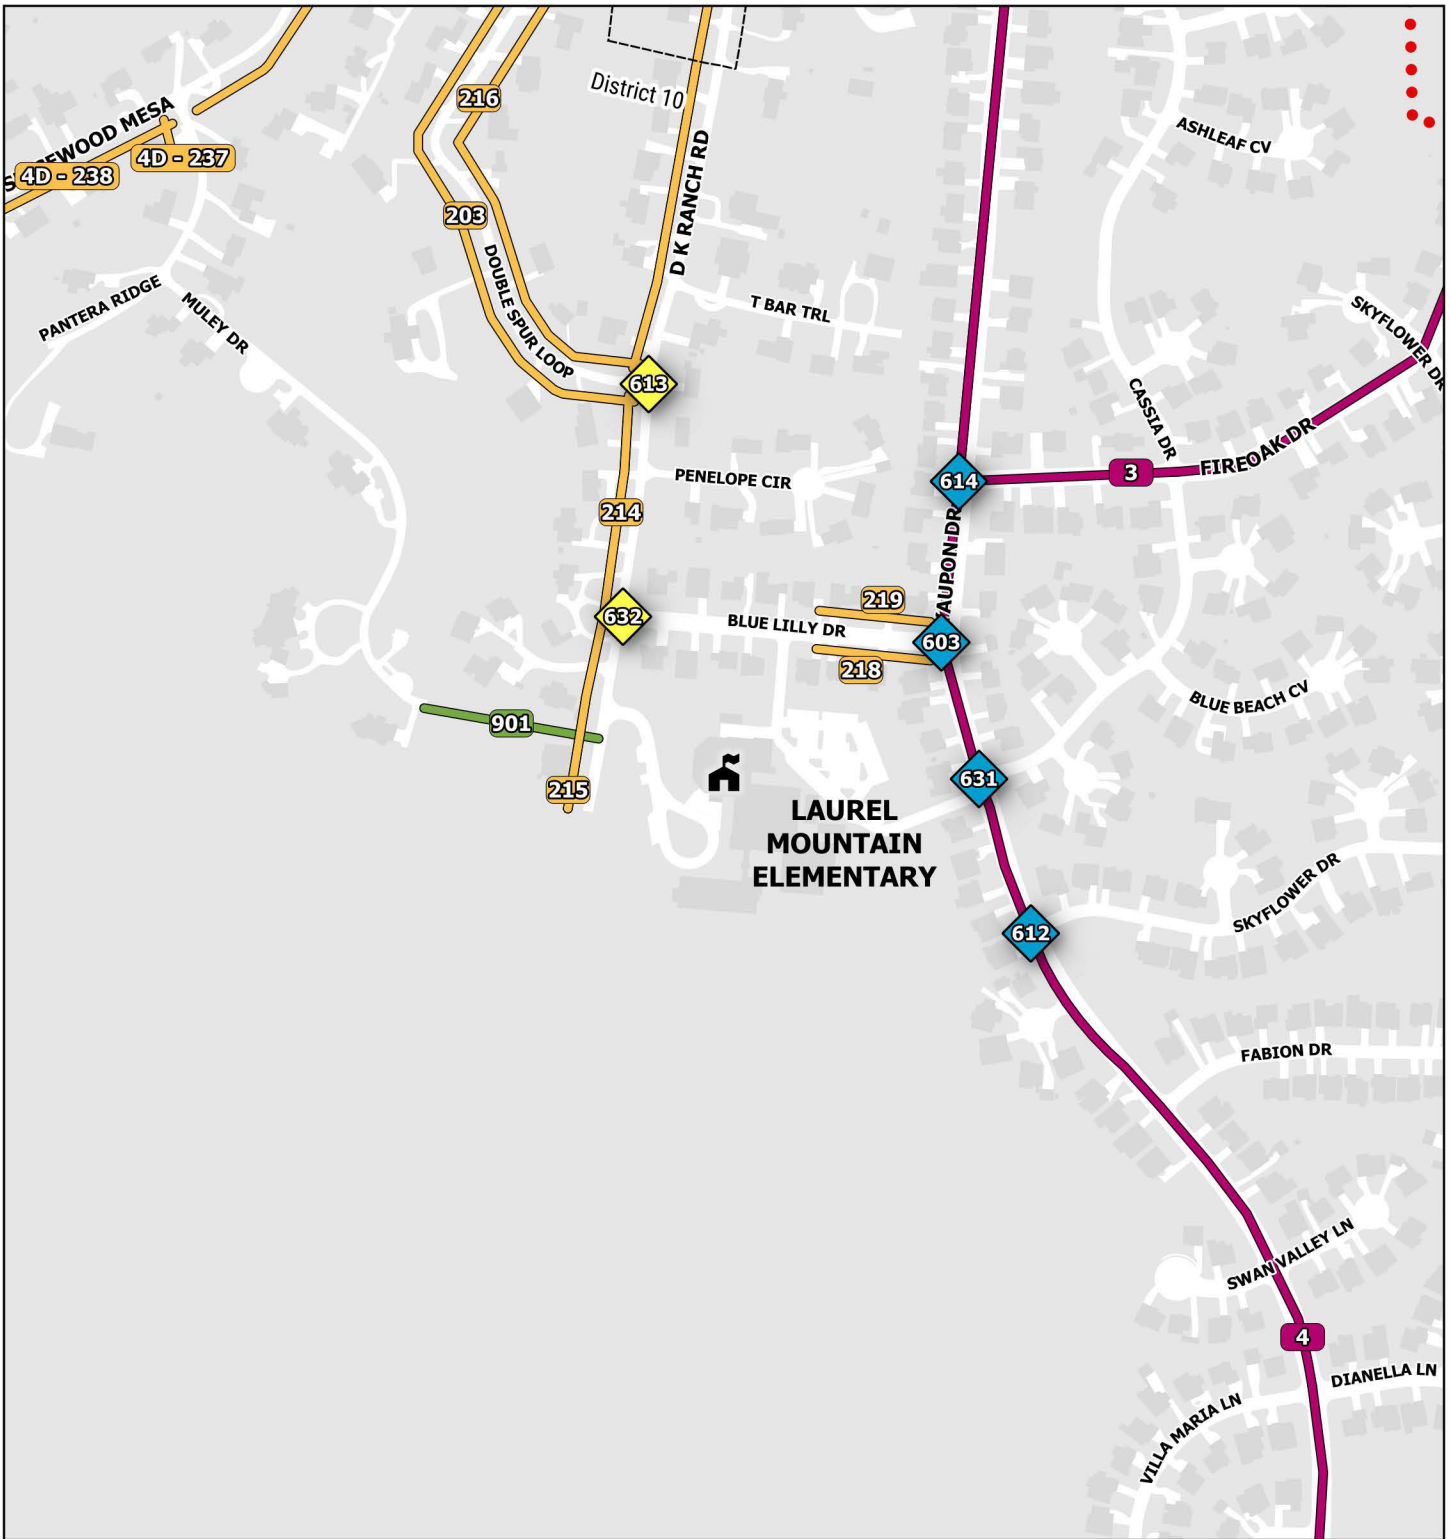 216
District 10
SPICEWOOD MESA
4D - 237
4D - 238
ASHLEAF CV
D K RANCH RD
203
DOUBLE SPUR LOOP
PANTERA RIDGE
MULEY DR
T BAR TRL
SKYFLOWER DR
613
CASSIA DR
FIREOAK DR
3
PENELOPE CIR
614
214
YAUPON DR
219
632
BLUE LILLY DR
603
218
BLUE BEACH CV
901
215
631
LAUREL
MOUNTAIN
ELEMENTARY
SKYFLOWER DR
612
FABION DR
SWAN VALLEY LN
4
DIANELLA LN
VILLA MARIA LN